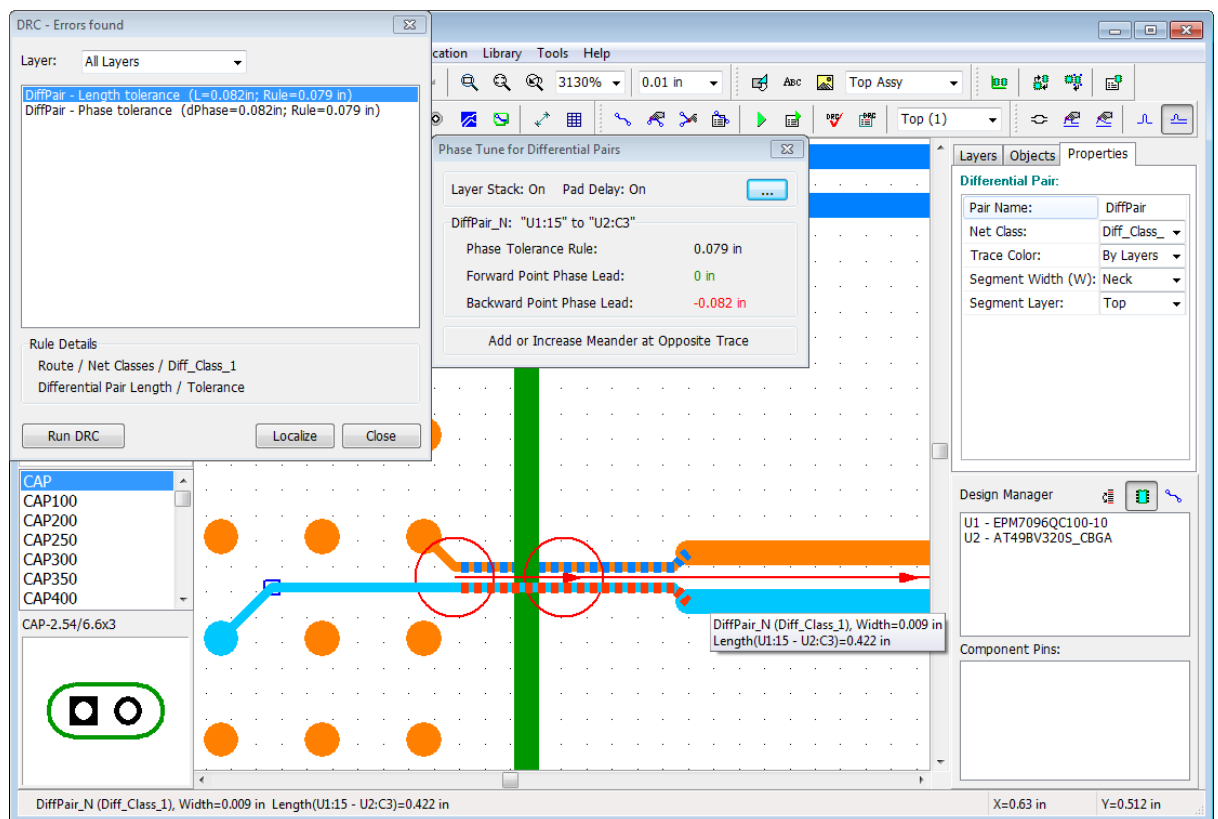 DRC - Errors found
Layer: All Layers
DiffPair - Length tolerance (L=0.082in; Rule=0.079 in)
DiffPair - Phase tolerance (dPhase=0.082in; Rule=0.079 in)
Rule Details
Route / Net Classes / Diff_Class_1
Differential Pair Length / Tolerance
Run DRC Localize Close
Library Tools Help
3130% 0.01 in ABC Top Assy
DRC DRC Top (1)
Phase Tune for Differential Pairs
Layer Stack: On Pad Delay: On ...
DiffPair_N: "U1:15" to "U2:C3"
Phase Tolerance Rule: 0.079 in
Forward Point Phase Lead: 0 in
Backward Point Phase Lead: -0.082 in
Add or Increase Meander at Opposite Trace
Layers Objects Properties
Differential Pair:
Pair Name: DiffPair
Net Class: Diff_Class_
Trace Color: By Layers
Segment Width (W): Neck
Segment Layer: Top
CAP
CAP100
CAP200
CAP250
CAP300
CAP350
CAP400
CAP-2.54/6.6x3
DiffPair_N (Diff_Class_1), Width=0.009 in
Length(U1:15 - U2:C3)=0.422 in
Design Manager
U1 - EPM7096QC100-10
U2 - AT49BV320S_CBGA
Component Pins:
DiffPair_N (Diff_Class_1), Width=0.009 in Length(U1:15 - U2:C3)=0.422 in
X=0.63 in Y=0.512 in